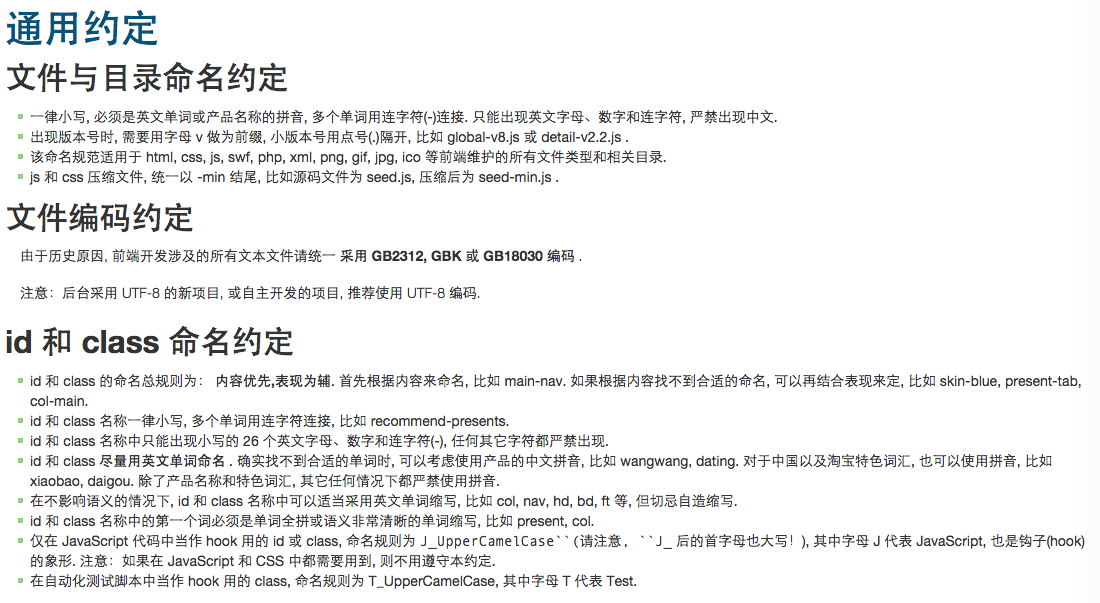 通用约定
文件与目录命名约定
一律小写, 必须是英文单词或产品名称的拼音, 多个单词用连字符(-)连接. 只能出现英文字母、数字和连字符, 严禁出现中文.
出现版本号时, 需要用字母 v 做为前缀, 小版本号用点号(.)隔开, 比如 global-v8.js 或 detail-v2.2.js .
该命名规范适用于 html, css, js, swf, php, xml, png, gif, jpg, ico 等前端维护的所有文件类型和相关目录.
js 和 css 压缩文件, 统一以 -min 结尾, 比如源码文件为 seed.js, 压缩后为 seed-min.js .
文件编码约定
由于历史原因, 前端开发涉及的所有文本文件请统一 采用 GB2312, GBK 或 GB18030 编码 .
注意：后台采用 UTF-8 的新项目, 或自主开发的项目, 推荐使用 UTF-8 编码.
id 和 class 命名约定
id 和 class 的命名总规则为： 内容优先,表现为辅. 首先根据内容来命名, 比如 main-nav. 如果根据内容找不到合适的命名, 可以再结合表现来定, 比如 skin-blue, present-tab,
col-main.
id 和 class 名称一律小写, 多个单词用连字符连接, 比如 recommend-presents.
id 和 class 名称中只能出现小写的 26 个英文字母、数字和连字符(-), 任何其它字符都严禁出现.
id 和 class 尽量用英文单词命名 . 确实找不到合适的单词时, 可以考虑使用产品的中文拼音, 比如 wangwang, dating. 对于中国以及淘宝特色词汇, 也可以使用拼音, 比如
xiaobao, daigou. 除了产品名称和特色词汇, 其它任何情况下都严禁使用拼音.
在不影响语义的情况下, id 和 class 名称中可以适当采用英文单词缩写, 比如 col, nav, hd, bd, ft 等, 但切忌自造缩写.
id 和 class 名称中的第一个词必须是单词全拼或语义非常清晰的单词缩写, 比如 present, col.
仅在 JavaScript 代码中当作 hook 用的 id 或 class, 命名规则为 J_UpperCamelCase``(请注意, ``J_ 后的首字母也大写！), 其中字母 J 代表 JavaScript, 也是钩子(hook)
的象形. 注意：如果在 JavaScript 和 CSS 中都需要用到, 则不用遵守本约定.
在自动化测试脚本中当作 hook 用的 class, 命名规则为 T_UpperCamelCase, 其中字母 T 代表 Test.